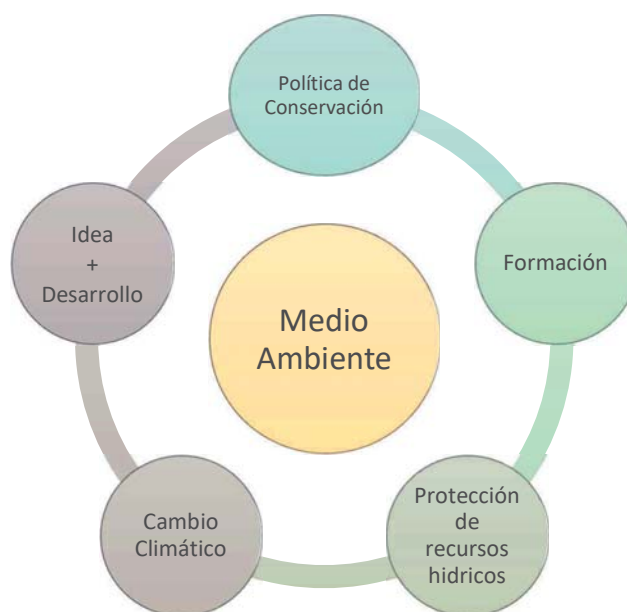 Política de
Conservación
Formación
Protección
de
recursos
hidricos
Cambio
Climático
Idea
+
Desarrollo
Medio
Ambiente